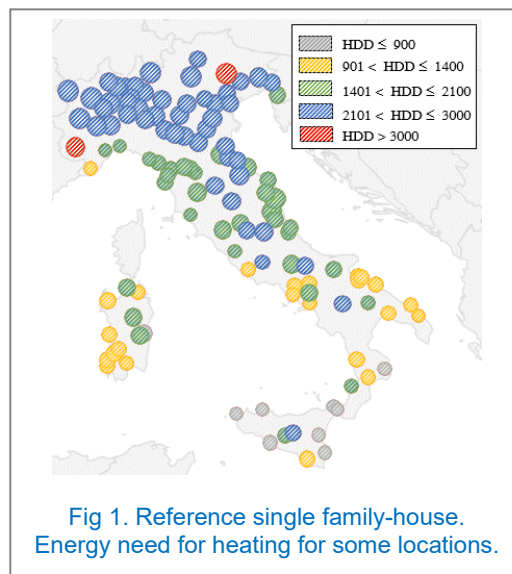 HDD ≤ 900
901 < HDD ≤ 1400
1401 < HDD ≤ 2100
2101 < HDD ≤ 3000
HDD > 3000
Fig 1. Reference single family-house.
Energy need for heating for some locations.